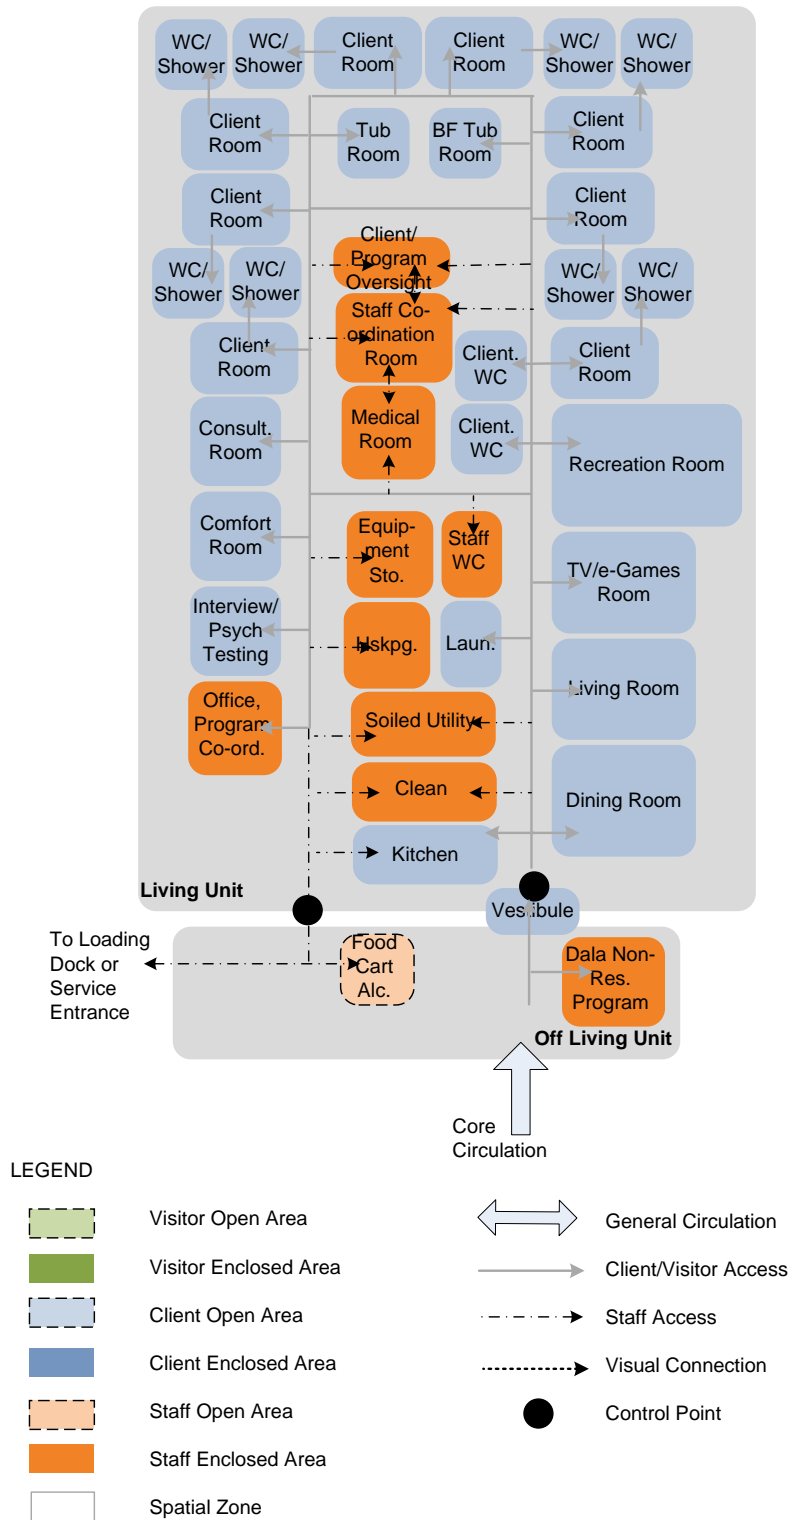 WC/
Shower
WC/
Shower
Client
Room
Client
Room
WC/
Shower
WC/
Shower
Client
Room
Tub
Room
BF Tub
Room
Client
Room
Client
Room
Client
Room
Client/
Program
Oversight
WC/
Shower
WC/
Shower
WC/
Shower
WC/
Shower
Staff Co-
ordination
Room
Client
Room
Client.
WC
Client
Room
Medical
Room
Client.
WC
Consult.
Room
Recreation Room
Comfort
Room
Equip-
ment
Sto.
Staff
WC
TV/e-Games
Room
Interview/
Psych
Testing
Hskpg.
Laun.
Living Room
Office,
Program
Co-ord.
Soiled Utility
Clean
Dining Room
Kitchen
Living Unit
Vestibule
To Loading
Dock or
Service
Entrance
Food
Cart
Alc.
Dala Non-
Res.
Program
Off Living Unit
Core
Circulation
LEGEND
Visitor Open Area
Visitor Enclosed Area
Client Open Area
Client Enclosed Area
Staff Open Area
Staff Enclosed Area
Spatial Zone
General Circulation
Client/Visitor Access
Staff Access
Visual Connection
Control Point